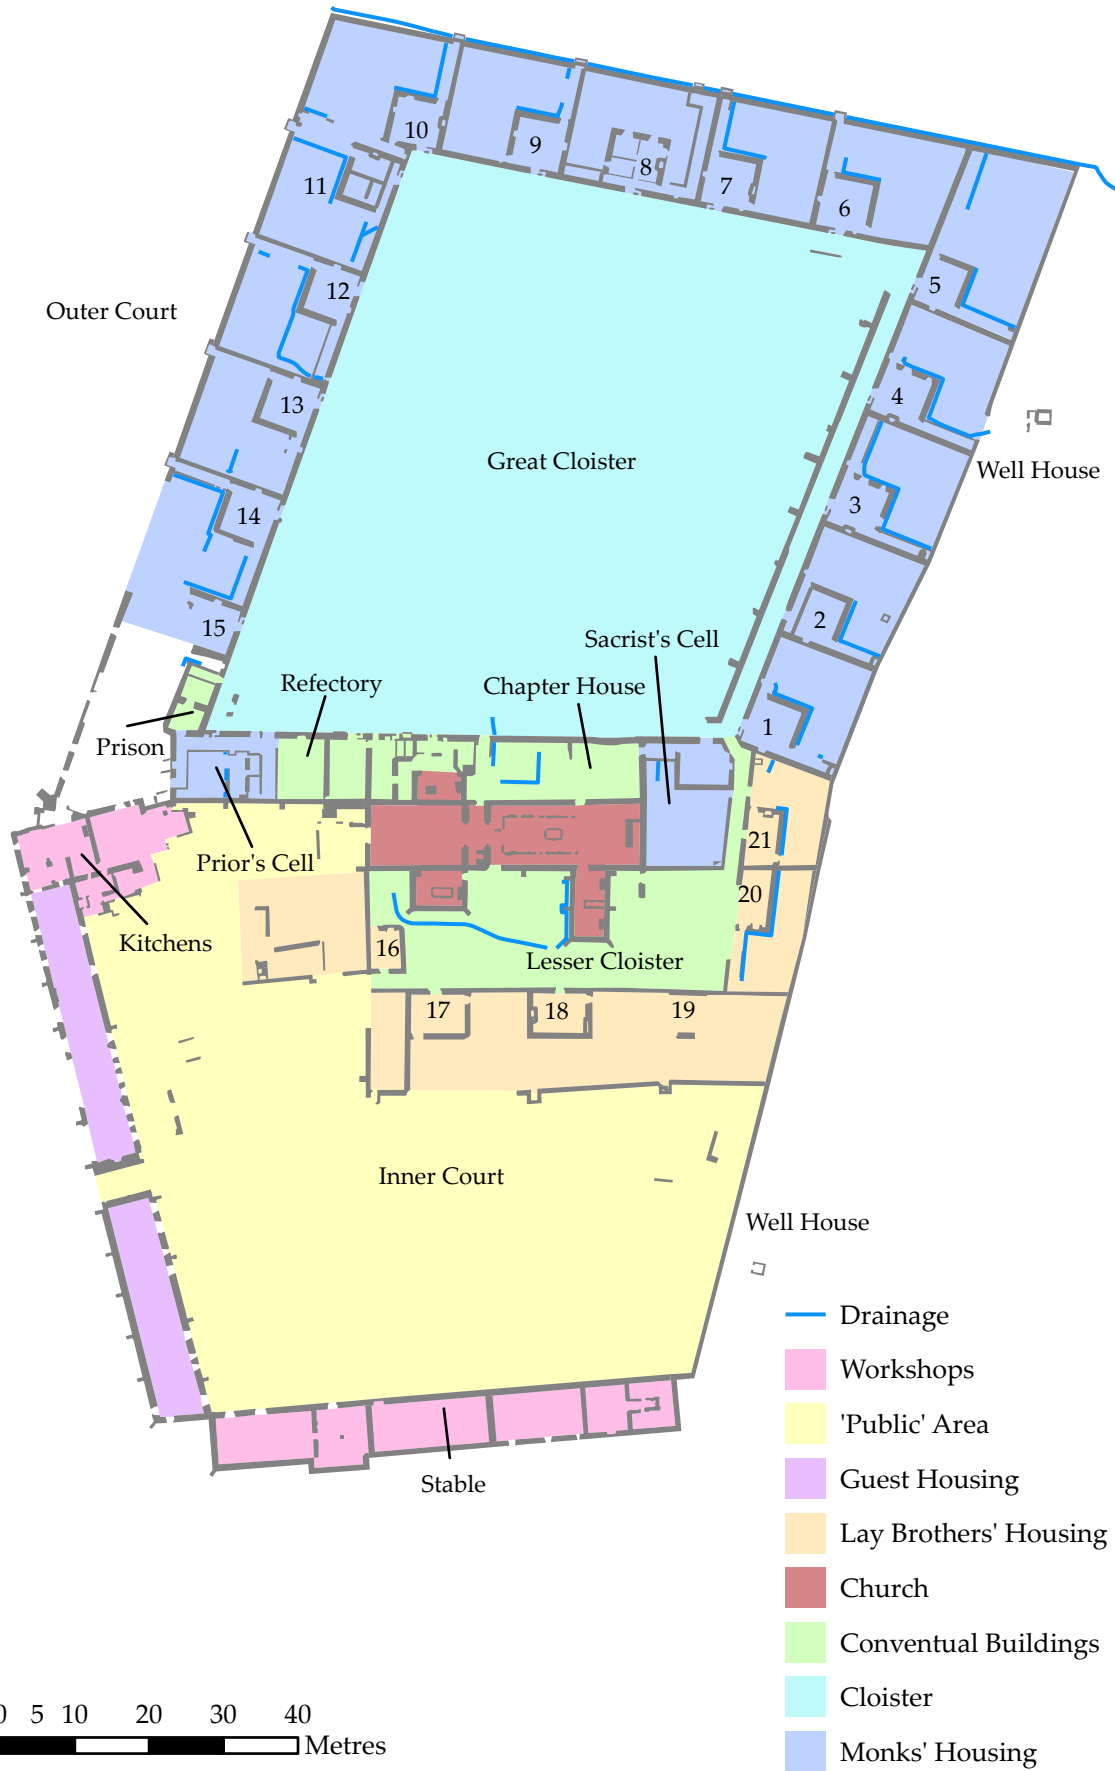 10
9
8
7
6
11
5
12
Outer Court
4
13
Great Cloister
Well House
3
14
2
15
Sacrist's Cell
Refectory
Chapter House
1
Prison
21
Prior's Cell
20
Kitchens
16
Lesser Cloister
17
18
19
Inner Court
Well House
Drainage
Workshops
'Public' Area
Guest Housing
Stable
Lay Brothers' Housing
Church
Conventual Buildings
Cloister
0 5 10 20 30 40
Metres
Monks' Housing